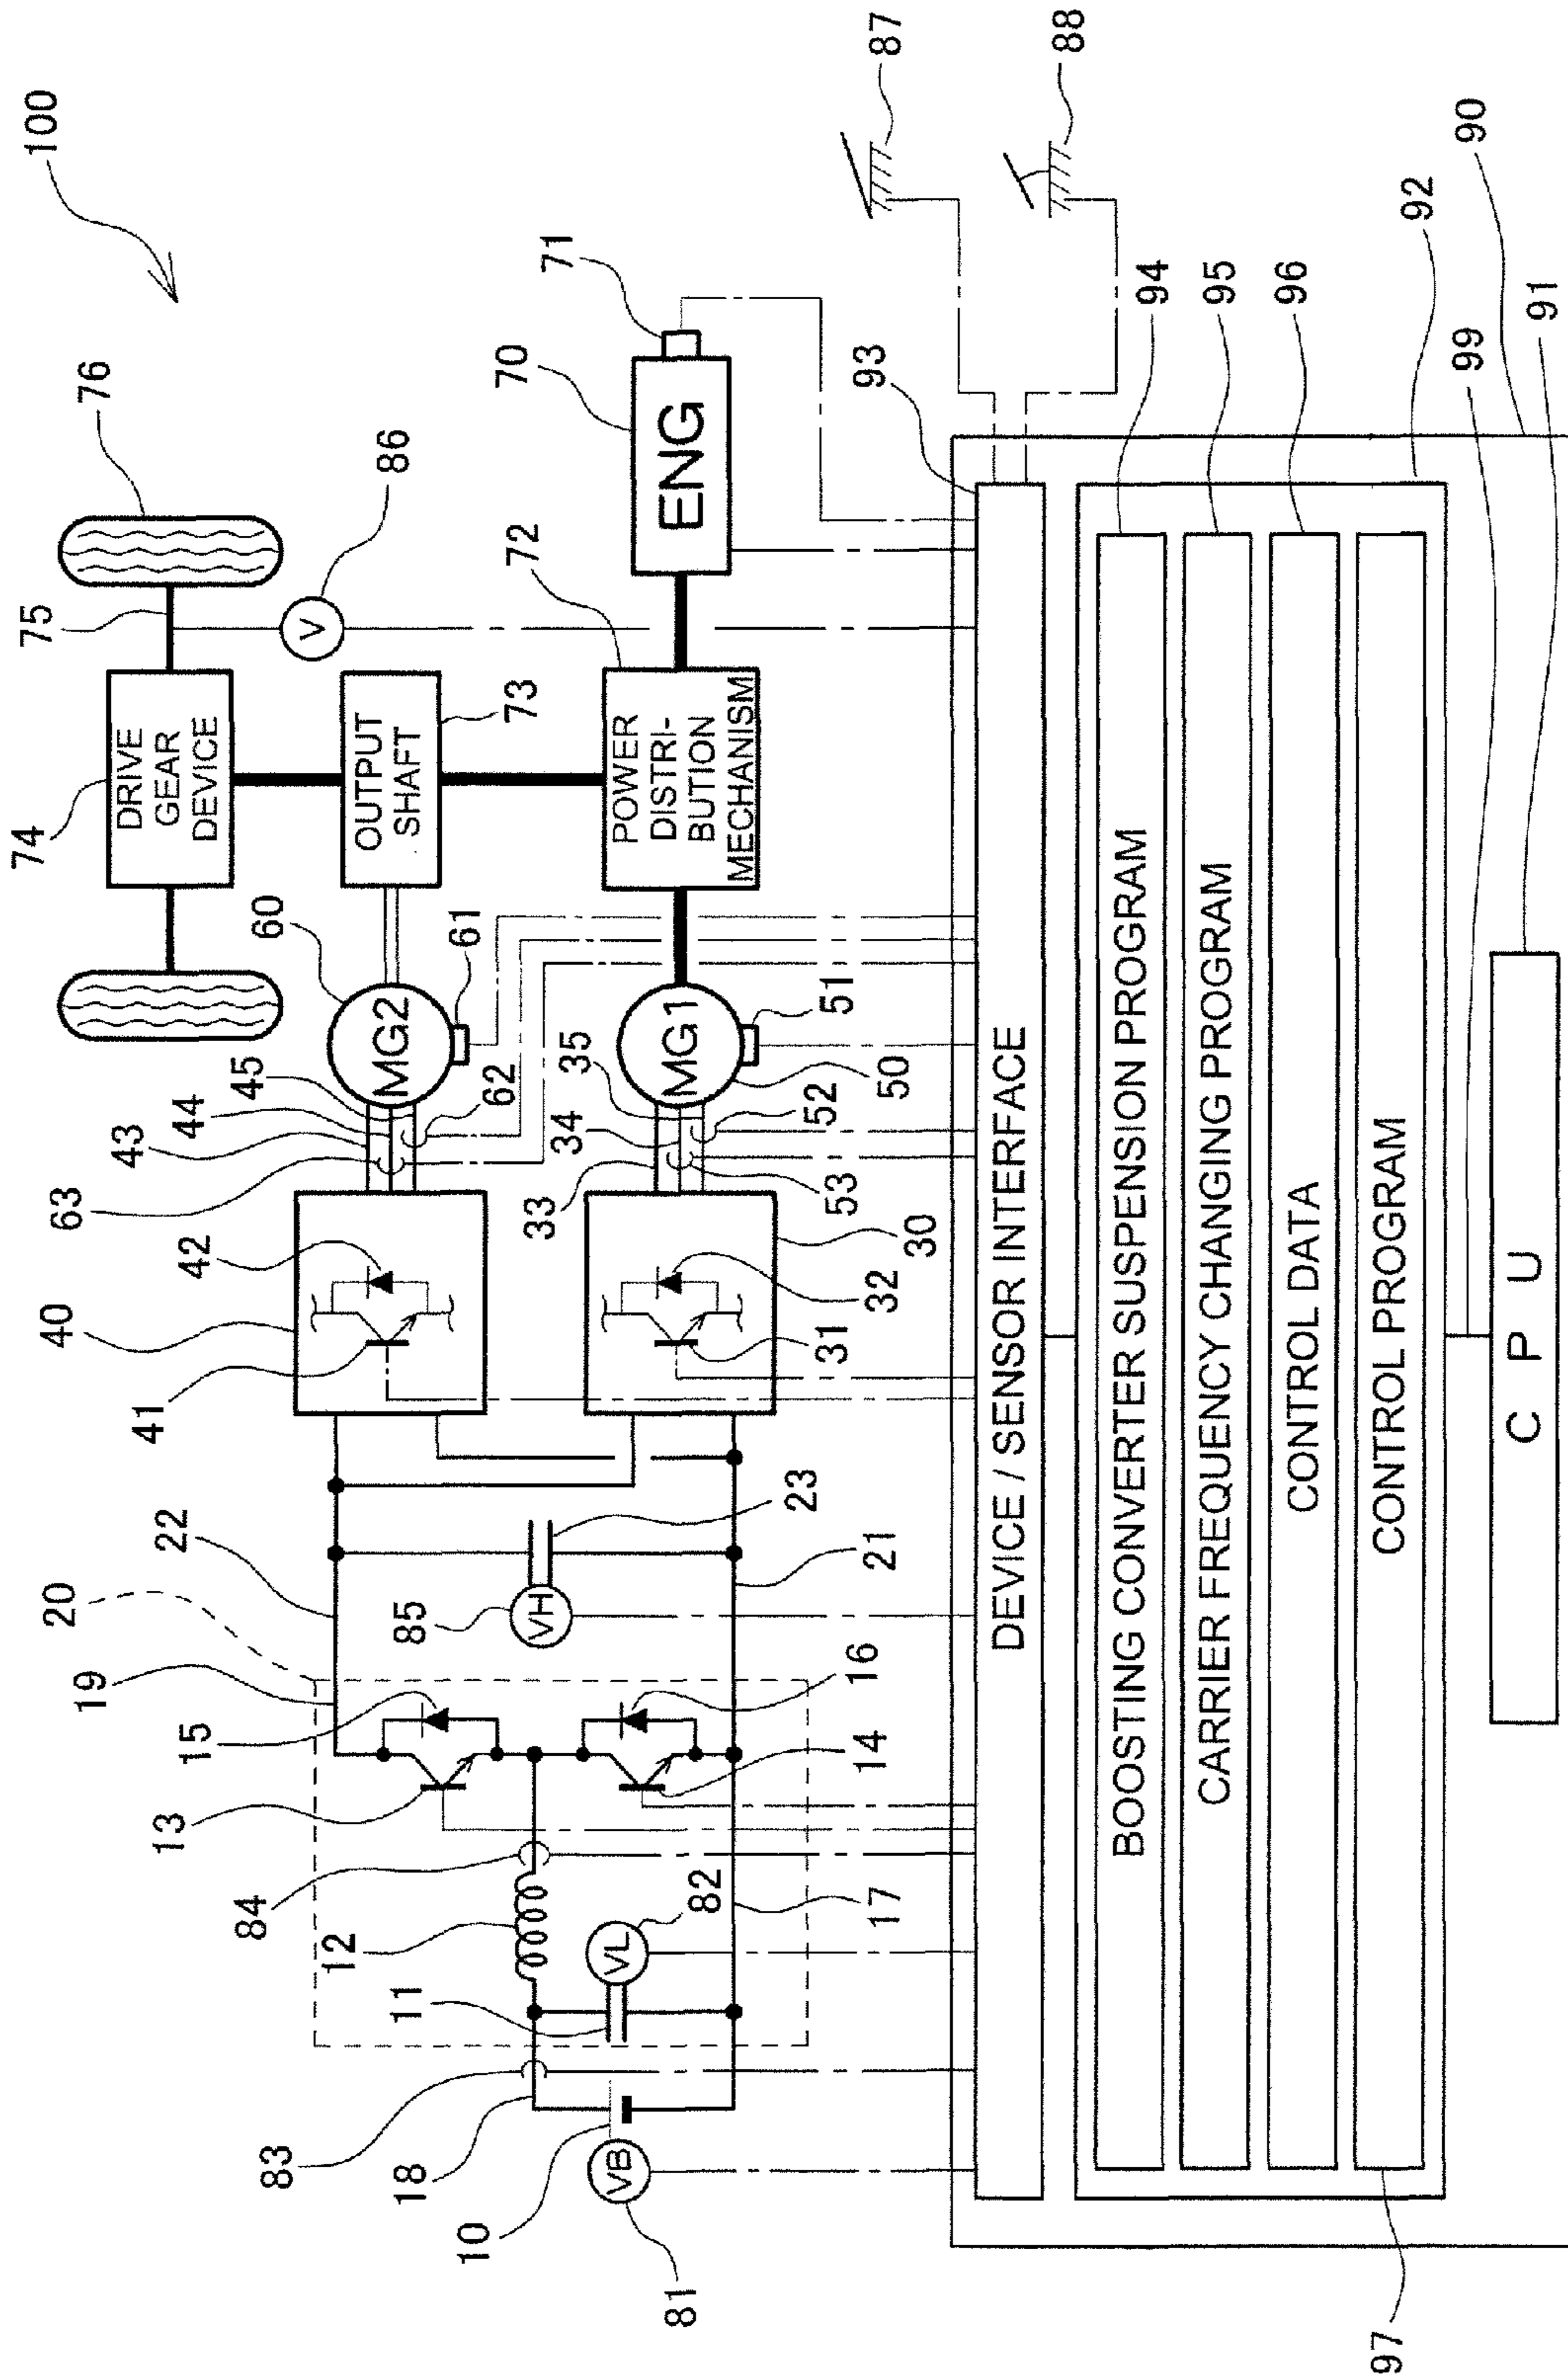 100
20
40
74
75
76
19
22
41
42
DRIVE
GEAR
DEVICE
13
15
63
43
44
45
60
86
V
83
84
12
85
MG2
61
62
OUTPUT
SHAFT
73
18
11
VH
23
33
34
35
72
70
71
10
VB
VL
82
14
16
MG1
50
51
52
53
POWER
DISTRI-
BUTION
MECHANISM
ENG
81
17
21
31
32
30
93
87
88
DEVICE / SENSOR INTERFACE
BOOSTING CONVERTER SUSPENSION PROGRAM
94
CARRIER FREQUENCY CHANGING PROGRAM
95
CONTROL DATA
96
CONTROL PROGRAM
97
92
99
90
C P U
91